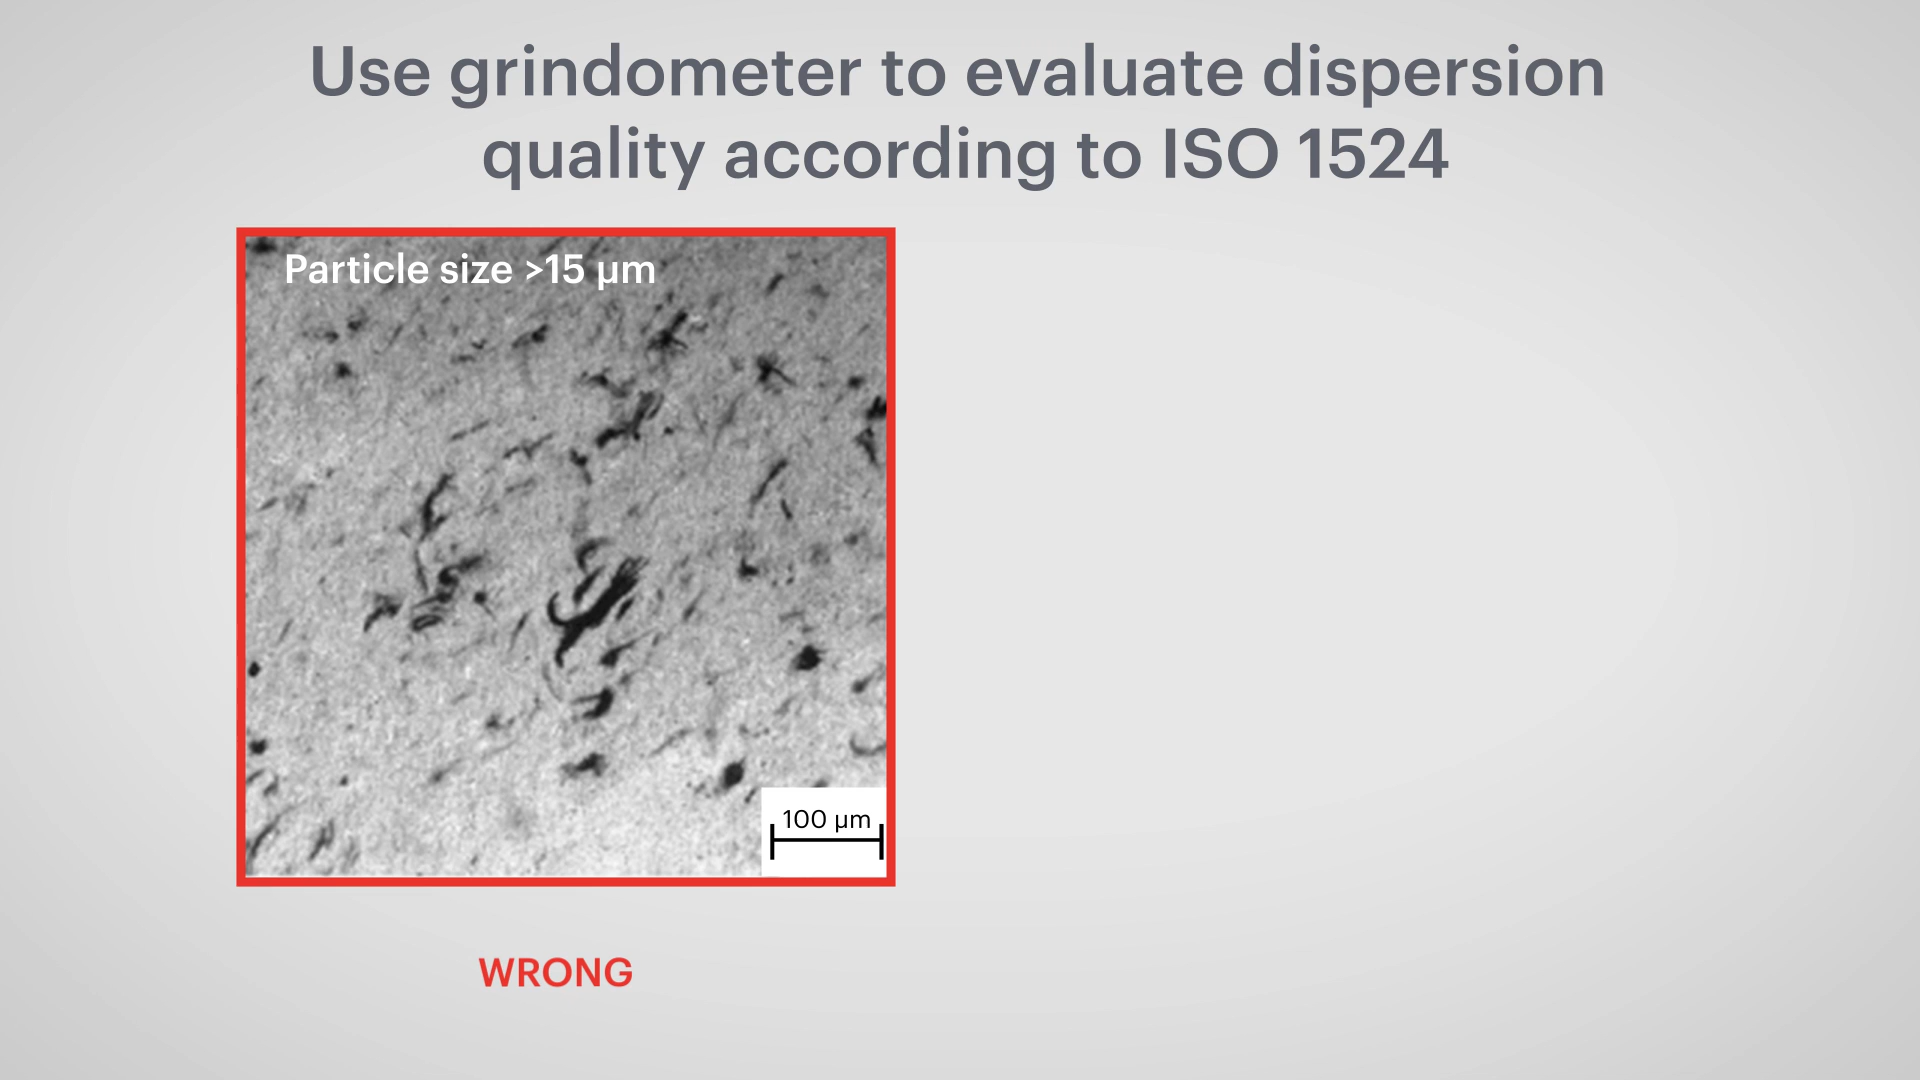 Use grindometer to evaluate dispersion
quality according to ISO 1524
Particle size >15 µm
100 µm
WRONG